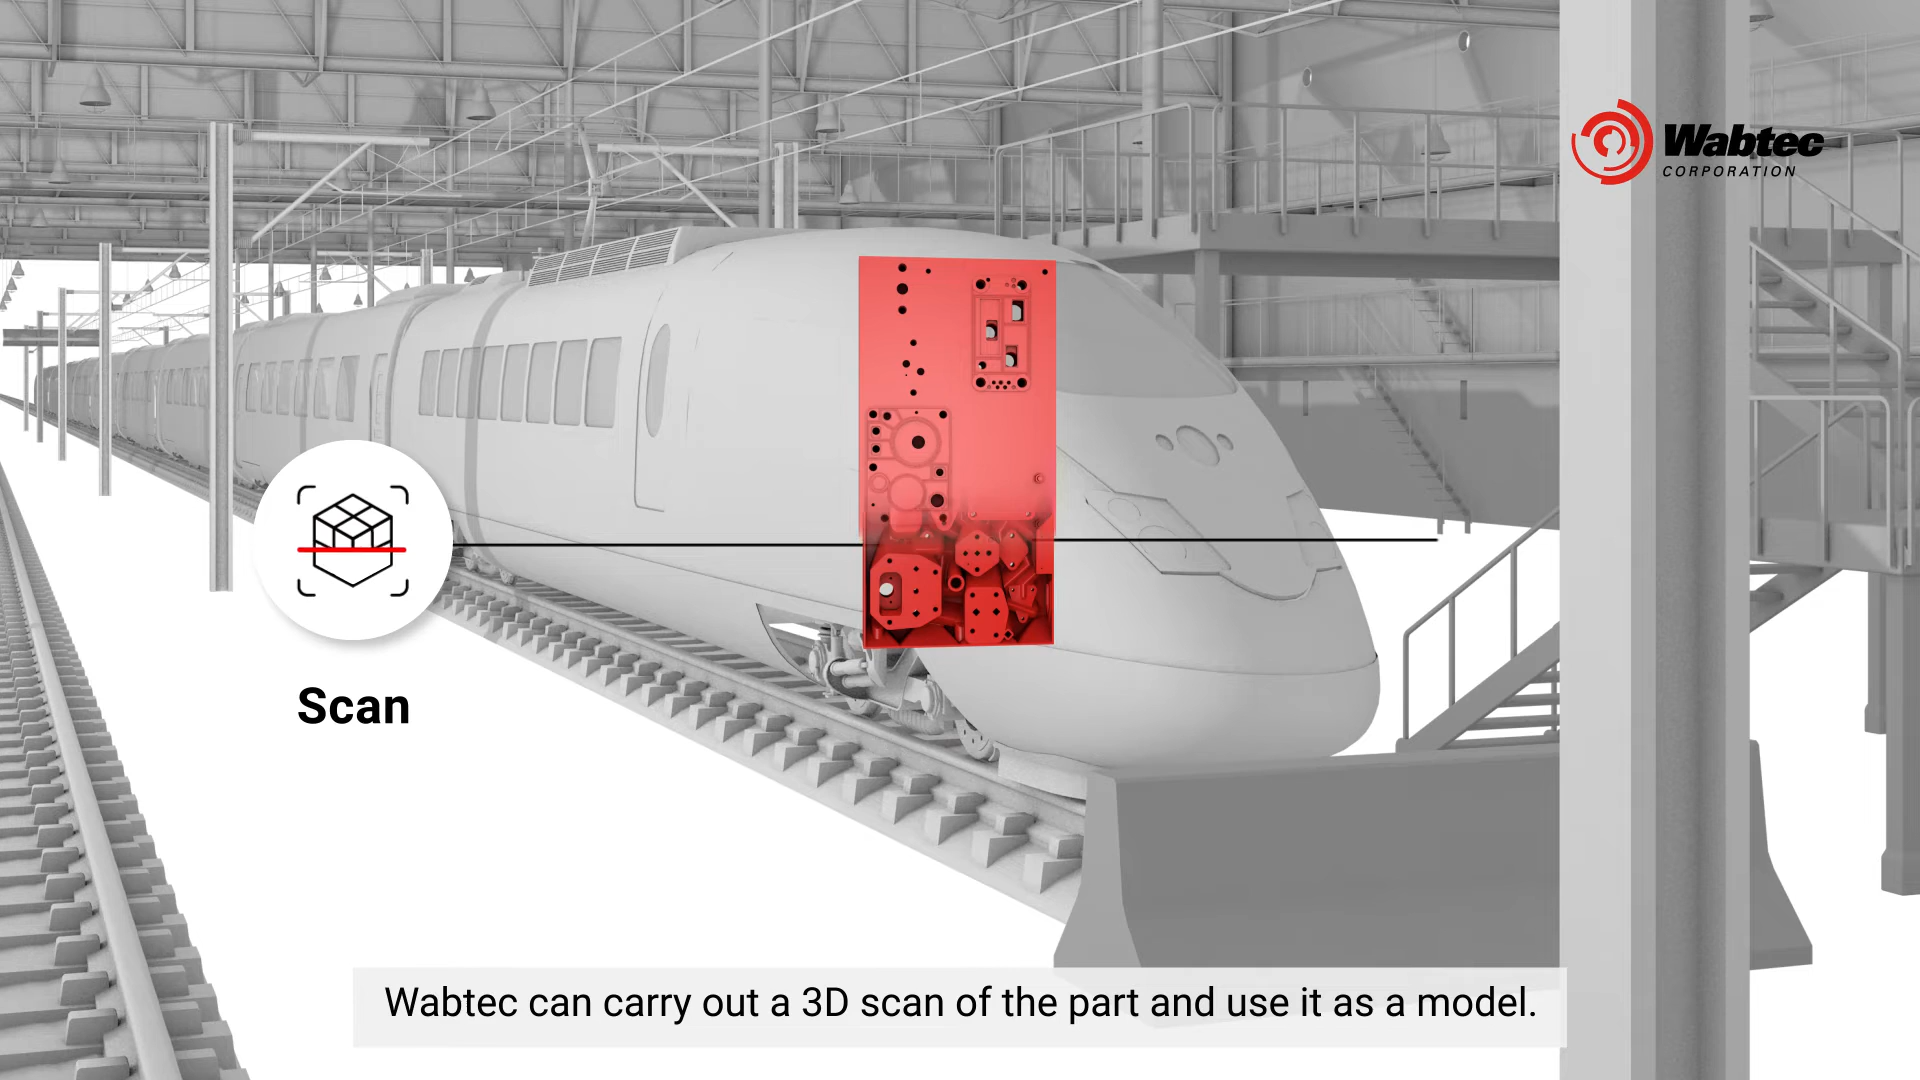 Wabtec
CORPORATION
Scan
Wabtec can carry out a 3D scan of the part and use it as a model.